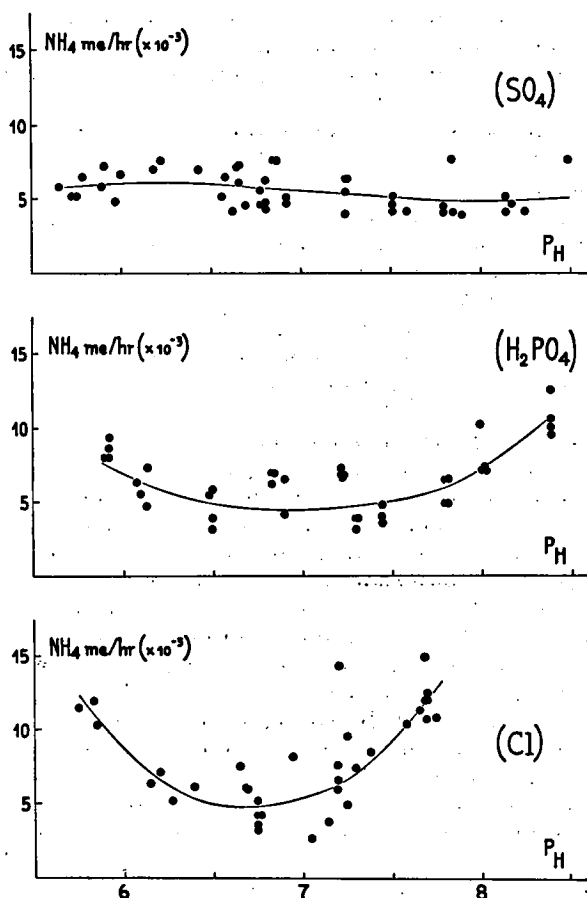 NH₄ me/hr (×10⁻³)
15
(SO₄)
10
5
PH
NH₄ me/hr (×10⁻³)
15
(H₂PO₄)
10
5
PH
NH₄ me/hr (×10⁻³)
15
10
(Cl)
5
PH
6 7 8